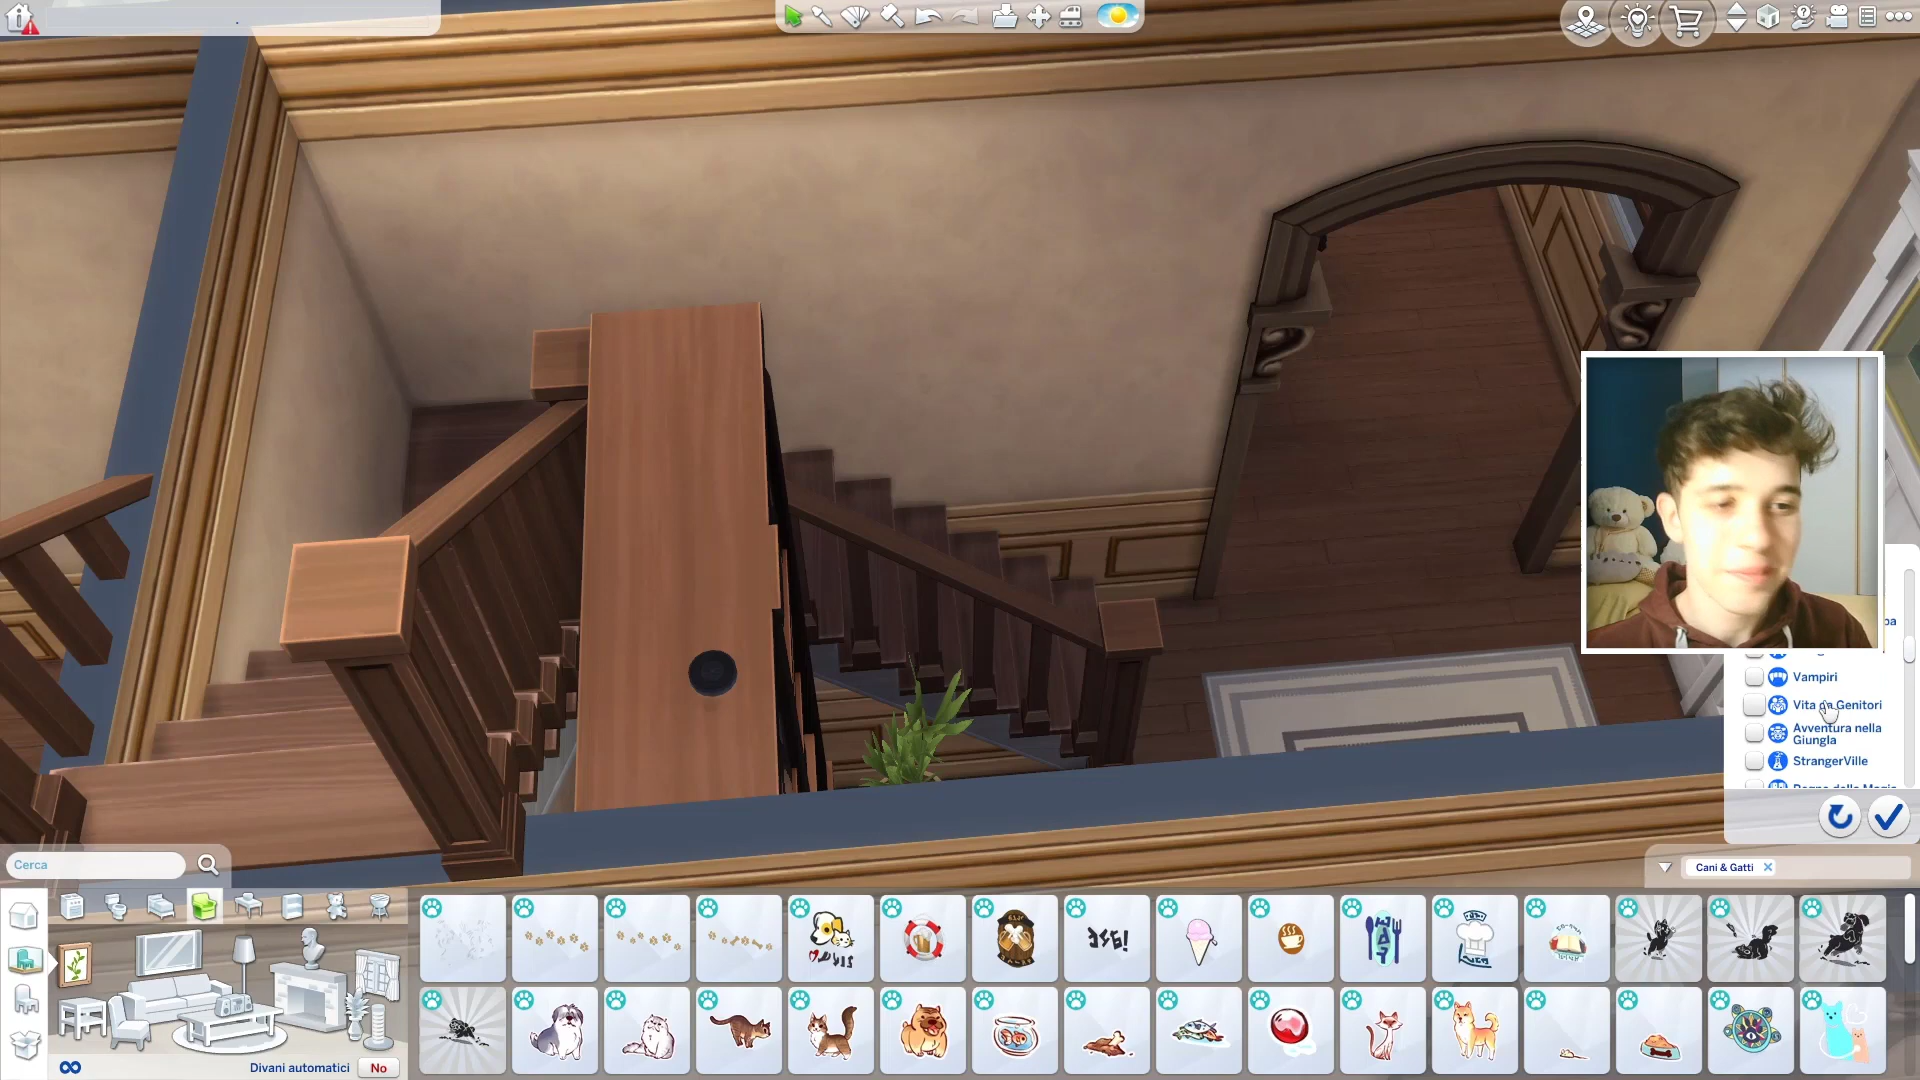 Vampiri
Vita da Genitori
Avventura nella
Giungla
StrangerVille
Cerca
Cani & Gatti
Divani automatici
No